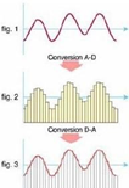 fig. 1
Conversion A-D
fig. 2
Conversion D-A
fig. 3